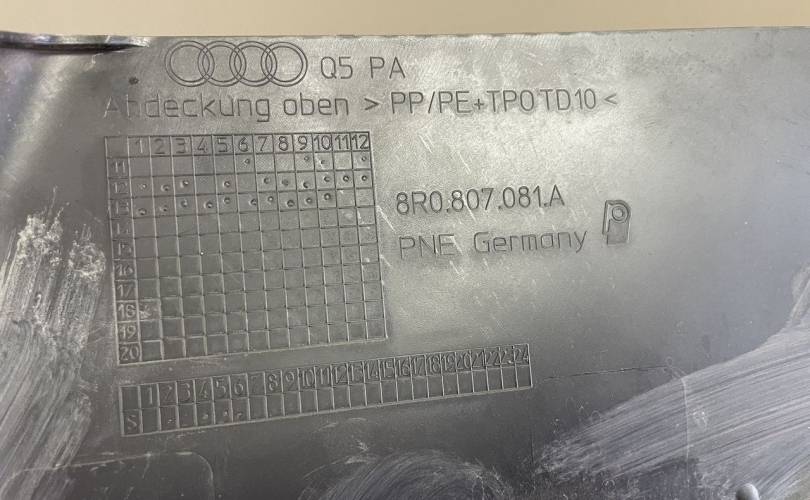 Q5 PA
Abdeckung oben > PP/PE+TPO TD10 <
1 2 3 4 5 6 7 8 9 10 11 12
11
12
13
14
15
16
17
18
19
20
8R0.807.081.A
PNE Germany
1 2 3 4 5 6 7 8 9 10 11 12 13 14 15 16 17 18 19 20 21 22 23 24
S